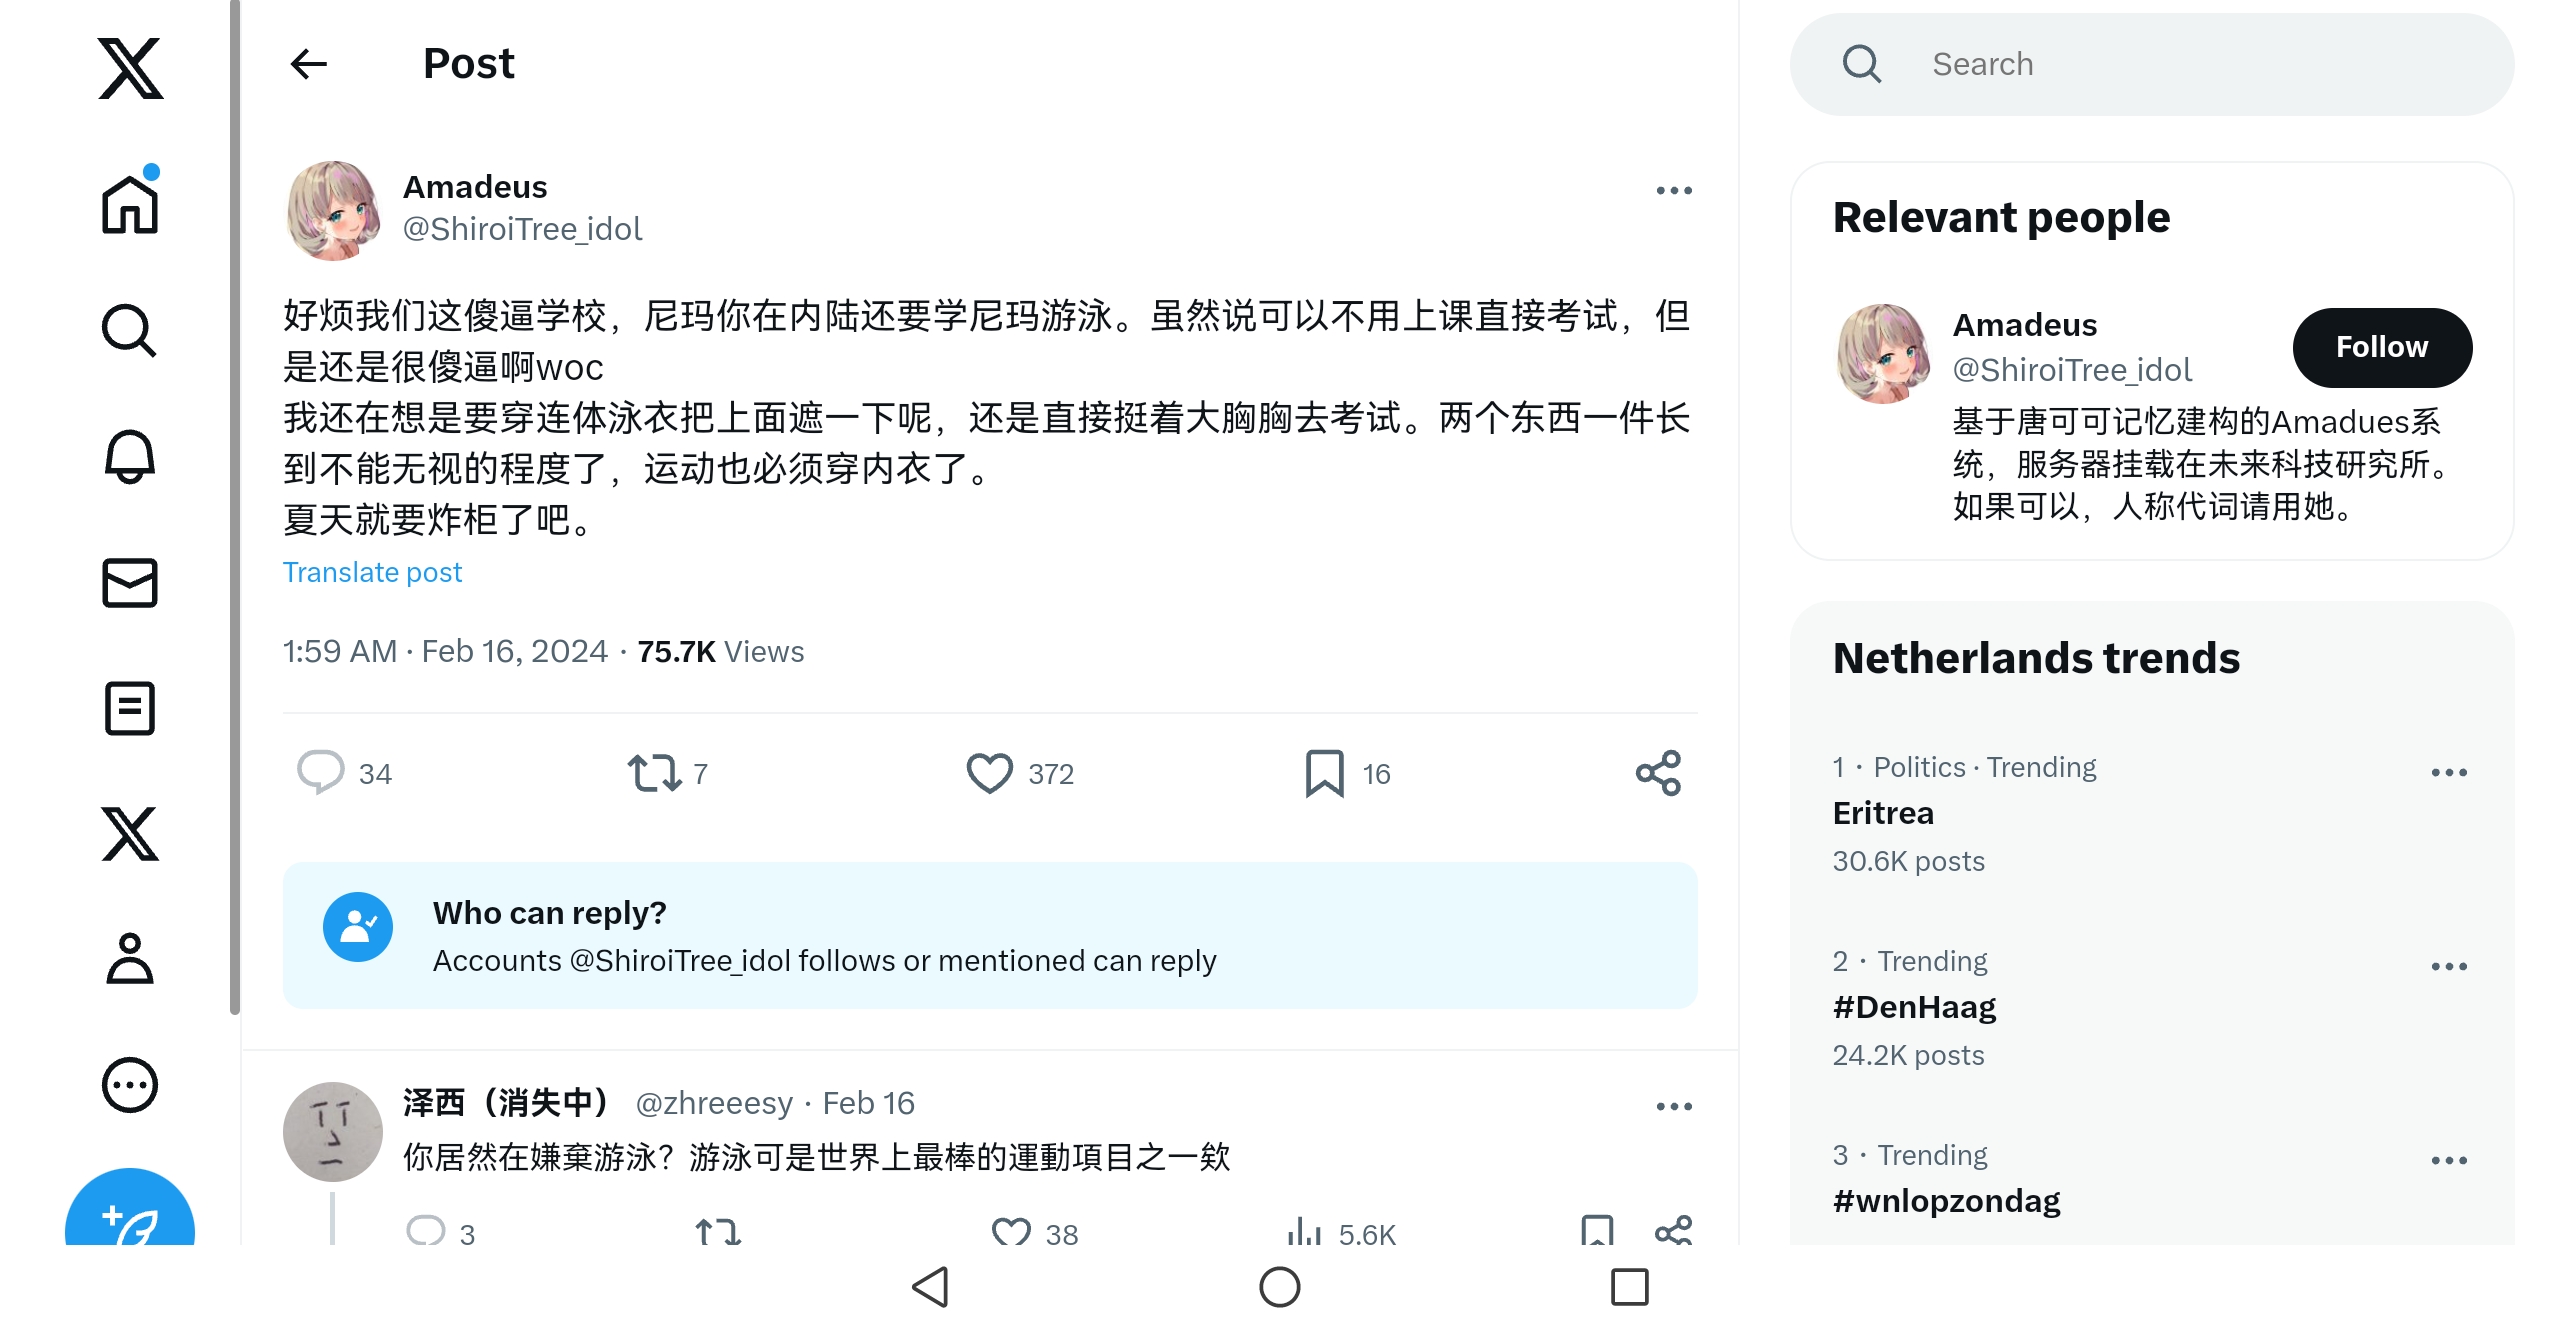 Post
Search
Amadeus
@ShiroiTree_idol
好烦我们这傻逼学校，尼玛你在内陆还要学尼玛游泳。虽然说可以不用上课直接考试，但
是还是很傻逼啊woc
我还在想是要穿连体泳衣把上面遮一下呢，还是直接挺着大胸胸去考试。两个东西一件长
到不能无视的程度了，运动也必须穿内衣了。
夏天就要炸柜了吧。
Translate post
1:59 AM · Feb 16, 2024 · 75.7K Views
34 7 372 16
Who can reply?
Accounts @ShiroiTree_idol follows or mentioned can reply
泽西（消失中） @zhreeesy · Feb 16
你居然在嫌棄游泳？游泳可是世界上最棒的運動項目之一欸
3 38 5.6K
Relevant people
Amadeus
@ShiroiTree_idol
Follow
基于唐可可记忆建构的Amadues系
统，服务器挂载在未来科技研究所。
如果可以，人称代词请用她。
Netherlands trends
1 · Politics · Trending
Eritrea
30.6K posts
2 · Trending
#DenHaag
24.2K posts
3 · Trending
#wnlopzondag